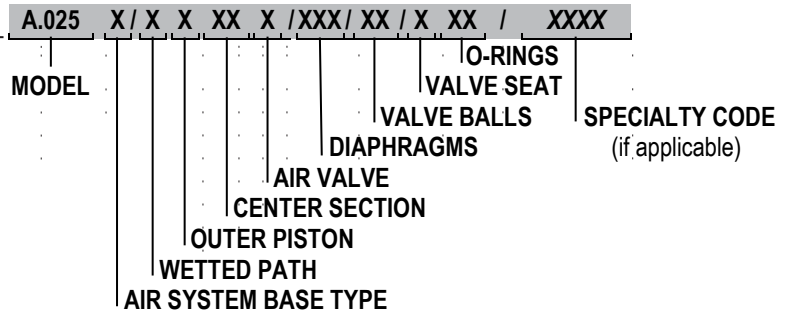 A.025 X / X X XX X / XXX / XX / X XX / XXXX
O-RINGS
MODEL VALVE SEAT
VALVE BALLS SPECIALTY CODE
DIAPHRAGMS (if applicable)
AIR VALVE
CENTER SECTION
OUTER PISTON
WETTED PATH
AIR SYSTEM BASE TYPE